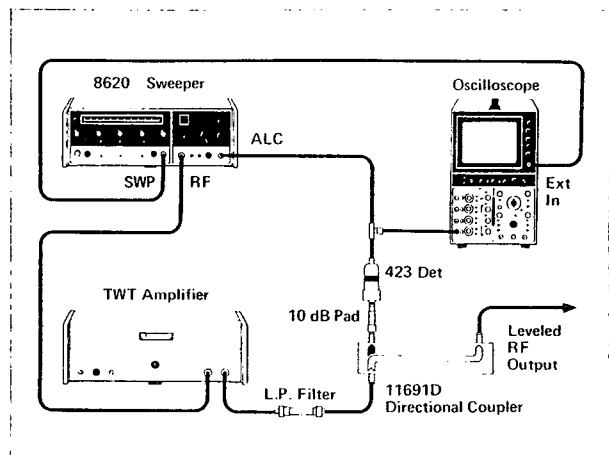 8620 Sweeper
Oscilloscope
ALC
SWP RF
Ext
In
423 Det
TWT Amplifier
10 dB Pad
Leveled
RF
Output
L.P. Filter
11691D
Directional Coupler